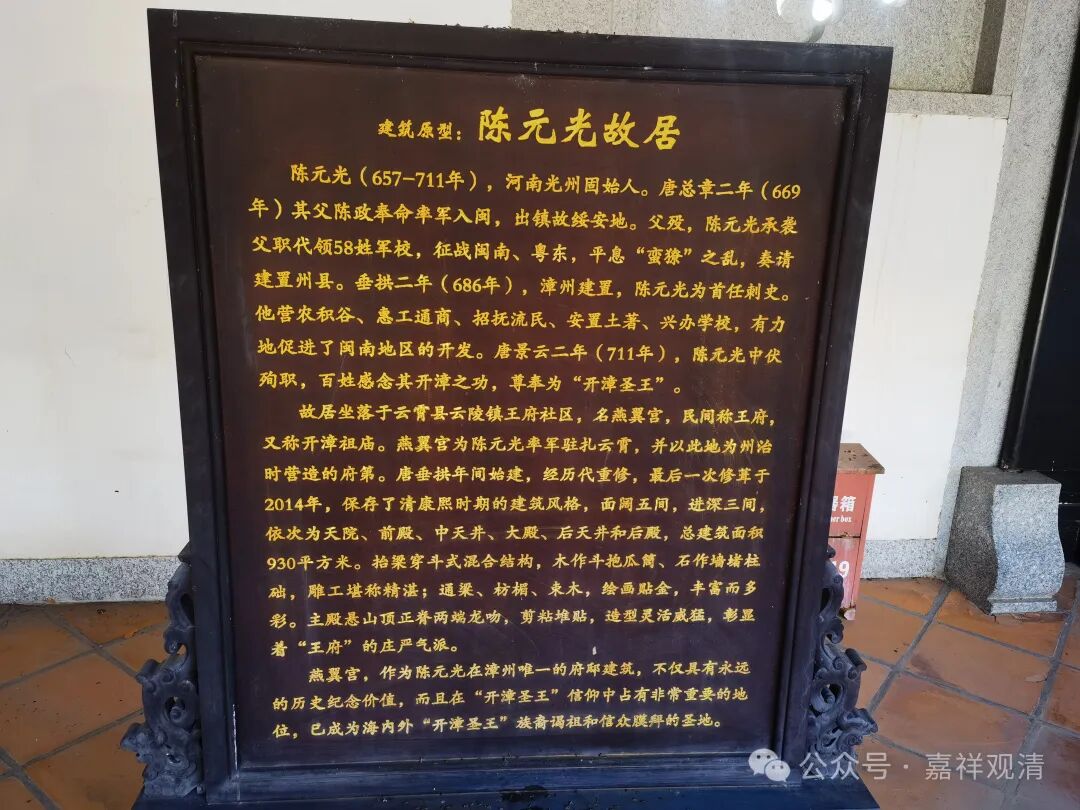 建筑原型：陈元光故居
陈元光（657-711年），河南光州固始人。唐总章二年（669
年）其父陈政奉命率军入闽，出镇故绥安地。父殁，陈元光承袭
父职代领58姓军校，征战闽南、粤东，平息“蛮獠”之乱，奏请
建置州县。垂拱二年（686年），漳州建置，陈元光为首任刺史。
他营农积谷、惠工通商、招抚流民、安置土著、兴办学校，有力
地促进了闽南地区的开发。唐景云二年（711年），陈元光中伏
殉职，百姓感念其开漳之功，尊奉为“开漳圣王”。
故居坐落于云霄县云陵镇王府社区，名燕翼宫，民间称王府，
又称开漳祖庙。燕翼宫为陈元光率军驻扎云霄，并以此地为州治
时营造的府第。唐垂拱年间始建，经历代重修，最后一次修葺于
2014年，保存了清康熙时期的建筑风格，面阔五间，进深三间，
依次为天院、前殿、中天井、大殿、后天井和后殿，总建筑面积
930平方米。抬梁穿斗式混合结构，木作斗抱瓜筒、石作墙堵柱
础，雕工堪称精湛；通梁、材楣、束木，绘画贴金，丰富而多
彩。主殿悬山顶正脊两端龙吻，剪粘堆贴，造型灵活威猛，彰显
着“王府”的庄严气派。
燕翼宫，作为陈元光在漳州唯一的府邸建筑，不仅具有永远
的历史纪念价值，而且在“开漳圣王”信仰中占有非常重要的地
位，已成为海内外“开漳圣王”族裔谒祖和信众膜拜的圣地。
箱
box
9
公众号·嘉祥观清